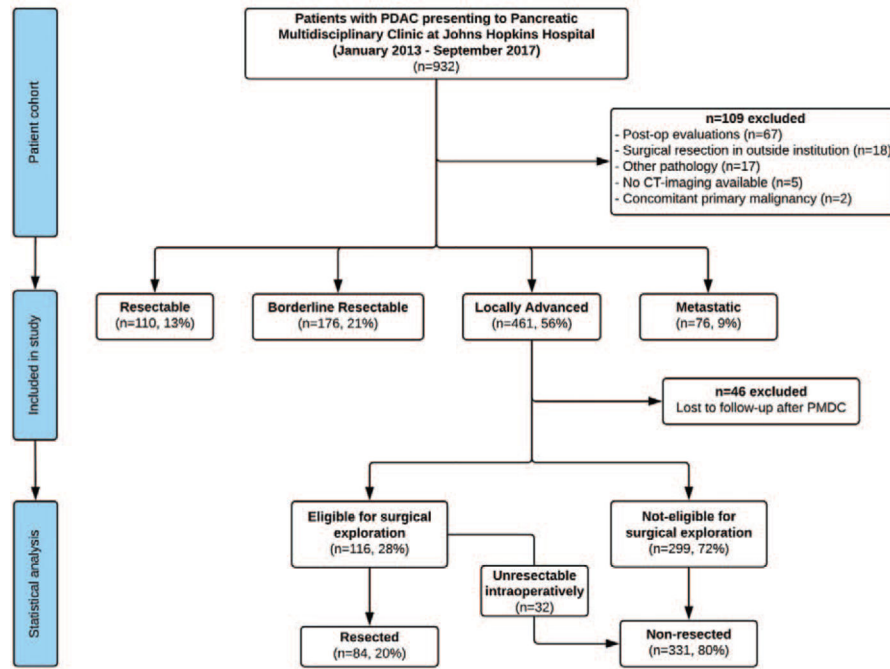 Patient cohort
Patients with PDAC presenting to Pancreatic
Multidisciplinary Clinic at Johns Hopkins Hospital
(January 2013 - September 2017)
(n=932)
n=109 excluded
- Post-op evaluations (n=67)
- Surgical resection in outside institution (n=18)
- Other pathology (n=17)
- No CT-imaging available (n=5)
- Concomitant primary malignancy (n=2)
Included in study
Resectable
(n=110, 13%)
Borderline Resectable
(n=176, 21%)
Locally Advanced
(n=461, 56%)
Metastatic
(n=76, 9%)
n=46 excluded
Lost to follow-up after PMDC
Statistical analysis
Eligible for surgical
exploration
(n=116, 28%)
Not-eligible for
surgical exploration
(n=299, 72%)
Unresectable
intraoperatively
(n=32)
Resected
(n=84, 20%)
Non-resected
(n=331, 80%)